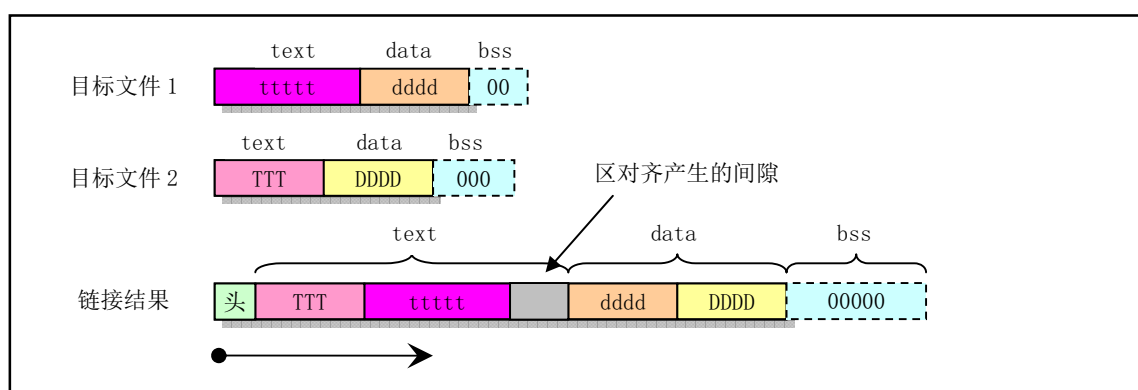 text data bss
目标文件 1 ttttt dddd 00
text data bss
目标文件 2 TTT DDDD 000
区对齐产生的间隙
text data bss
链接结果 头 TTT ttttt dddd DDDD 00000